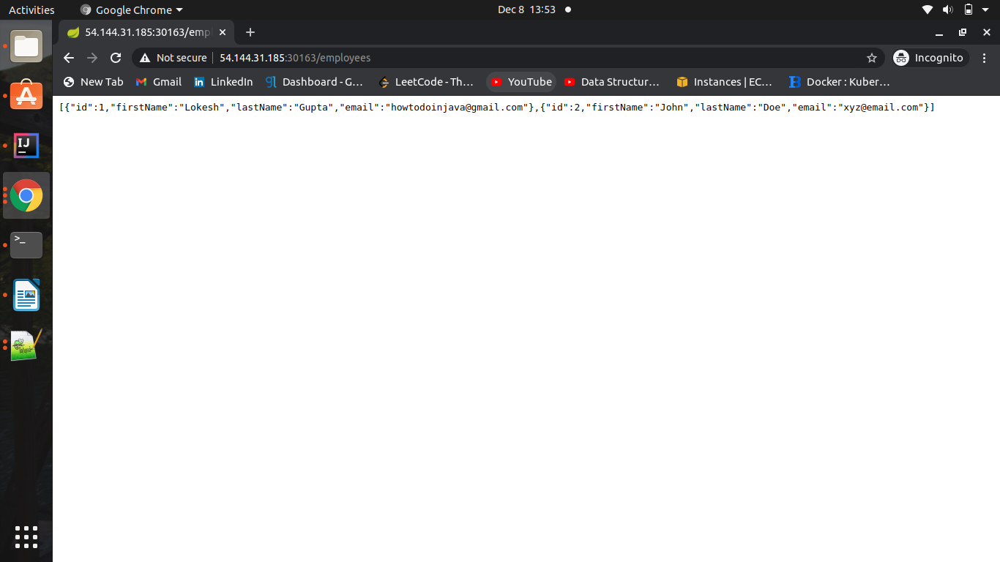 Activities Google Chrome Dec 8 13:53
54.144.31.185:30163/emp
Not secure 54.144.31.185:30163/employees Incognito
New Tab Gmail LinkedIn Dashboard - G... LeetCode - Th... YouTube Data Structur... Instances | EC... Docker : Kuber...
[{"id":1,"firstName":"Lokesh","lastName":"Gupta","email":"howtodoinjava@gmail.com"},{"id":2,"firstName":"John","lastName":"Doe","email":"xyz@email.com"}]
IJ
>_